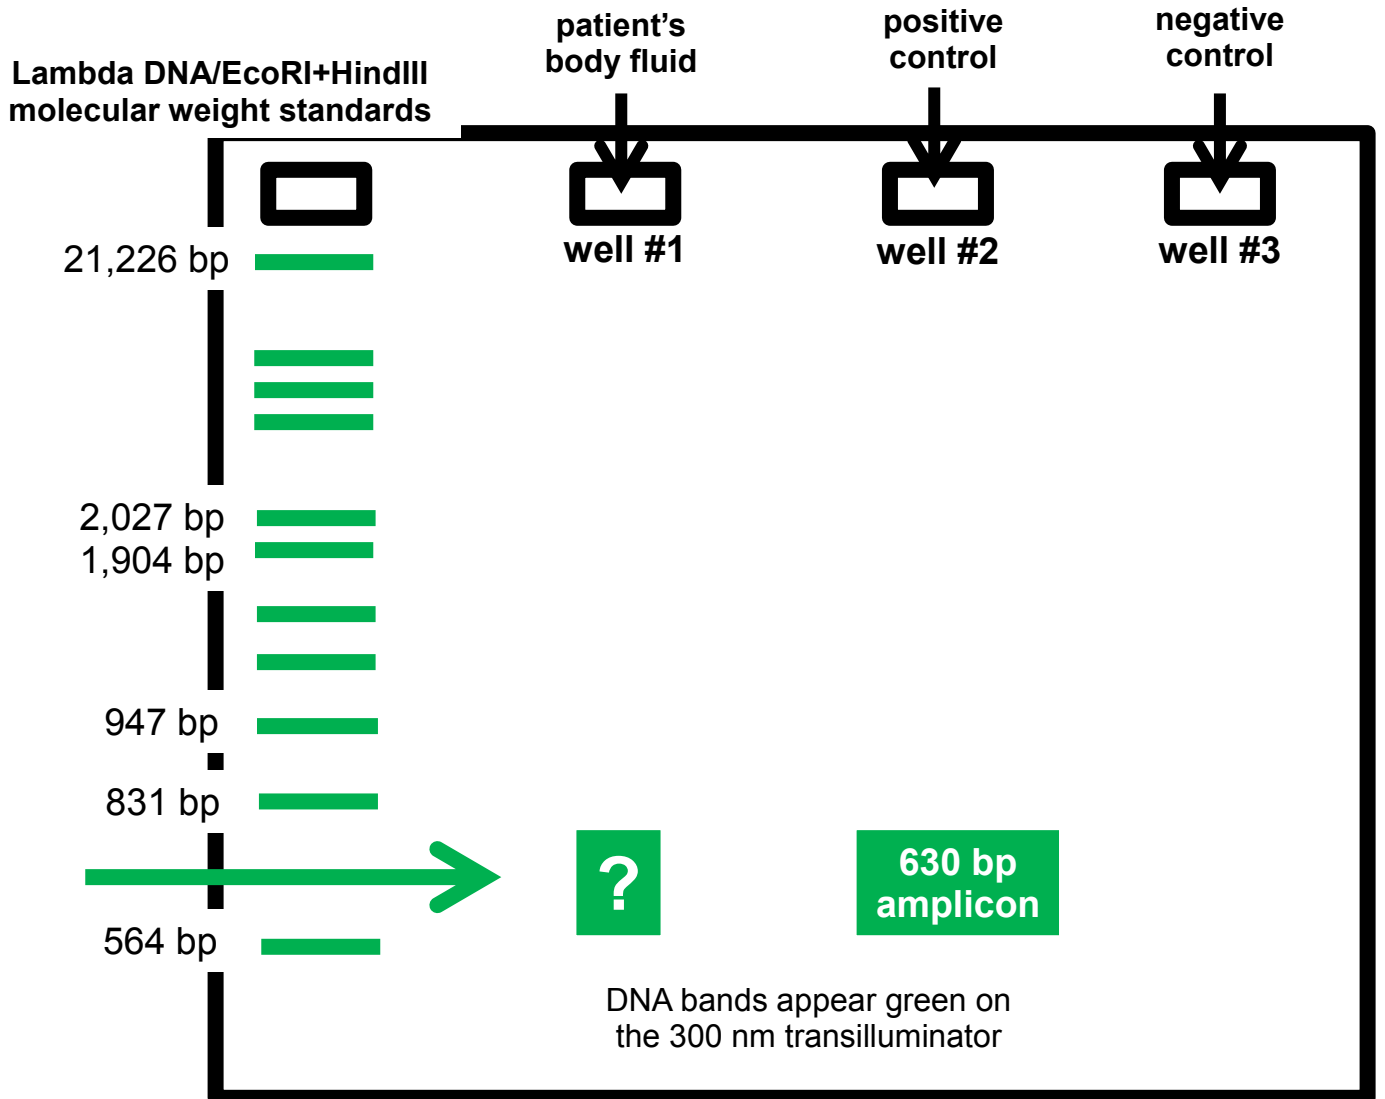 Lambda DNA/EcoRI+HindIII
molecular weight standards
patient's
body fluid
positive
control
negative
control
well #1
well #2
well #3
21,226 bp
2,027 bp
1,904 bp
947 bp
831 bp
564 bp
?
630 bp
amplicon
DNA bands appear green on
the 300 nm transilluminator